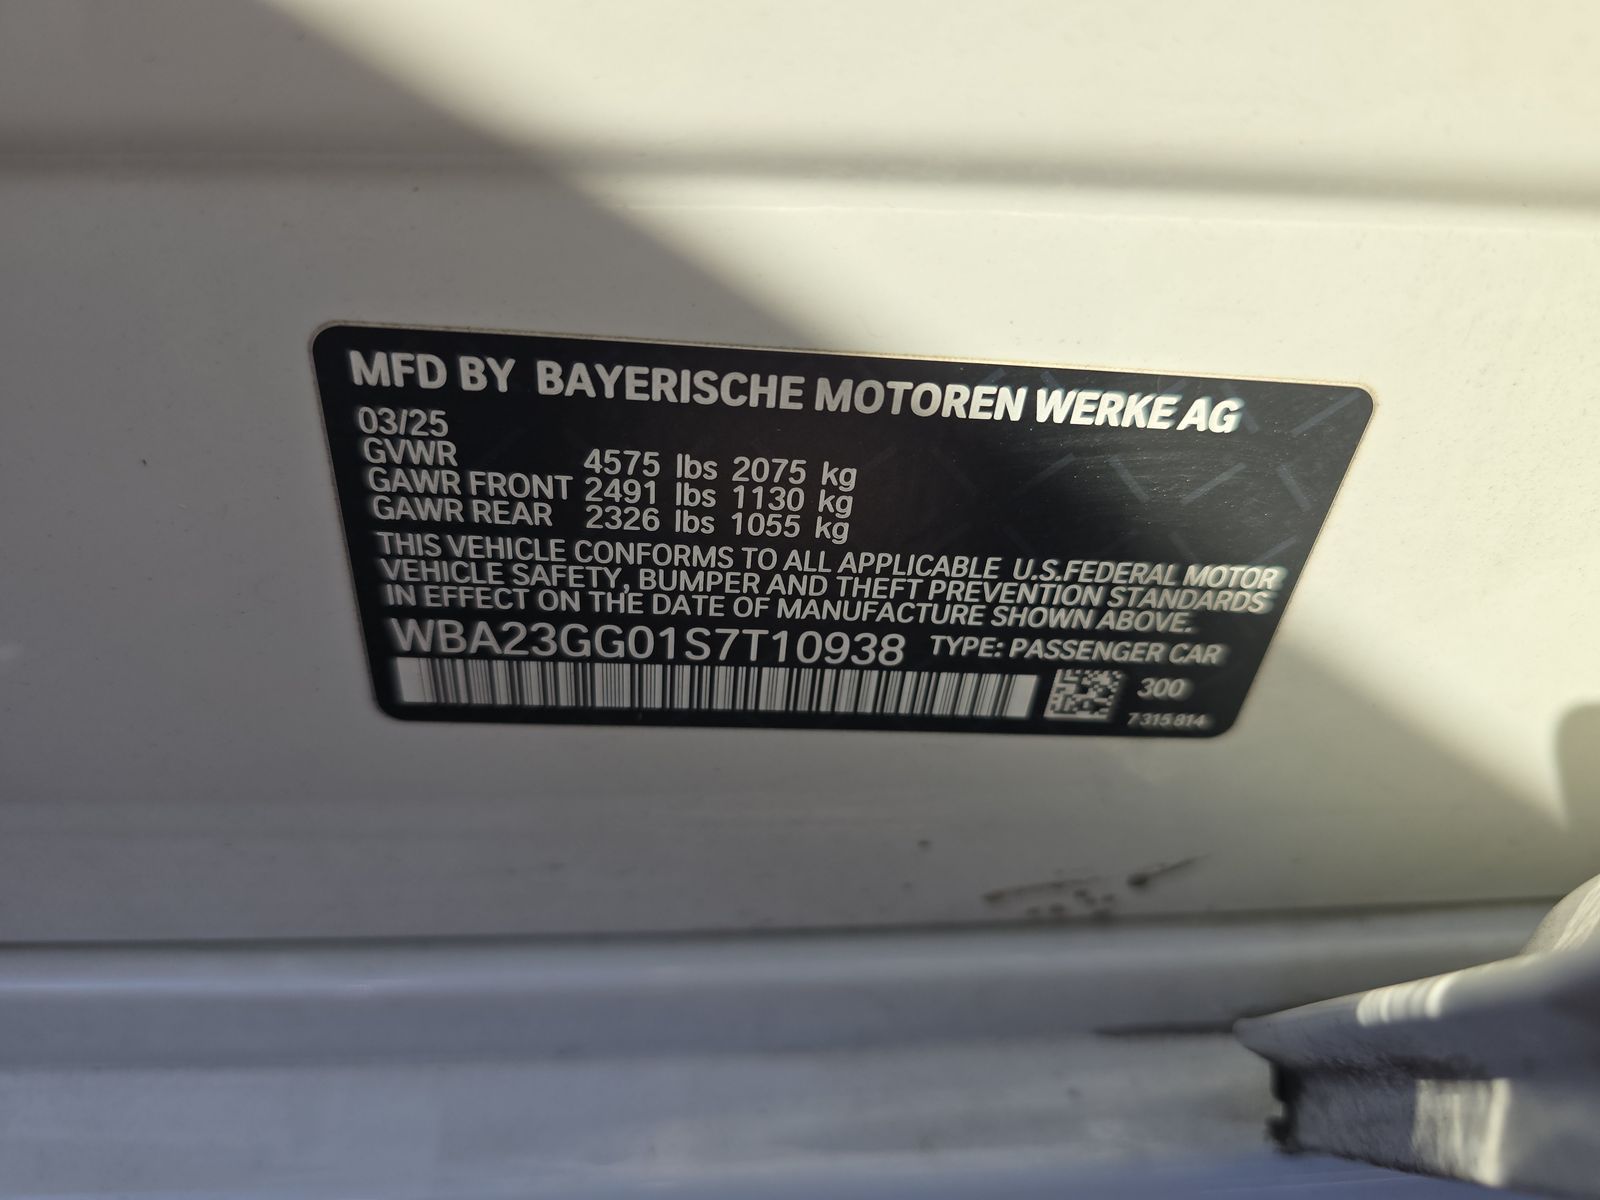 MFD BY BAYERISCHE MOTOREN WERKE AG
03/25
GVWR 4575 lbs 2075 kg
GAWR FRONT 2491 lbs 1130 kg
GAWR REAR 2326 lbs 1055 kg
THIS VEHICLE CONFORMS TO ALL APPLICABLE U.S.FEDERAL MOTOR
VEHICLE SAFETY, BUMPER AND THEFT PREVENTION STANDARDS
IN EFFECT ON THE DATE OF MANUFACTURE SHOWN ABOVE.
WBA23GG01S7T10938 TYPE: PASSENGER CAR
300
7 315 814